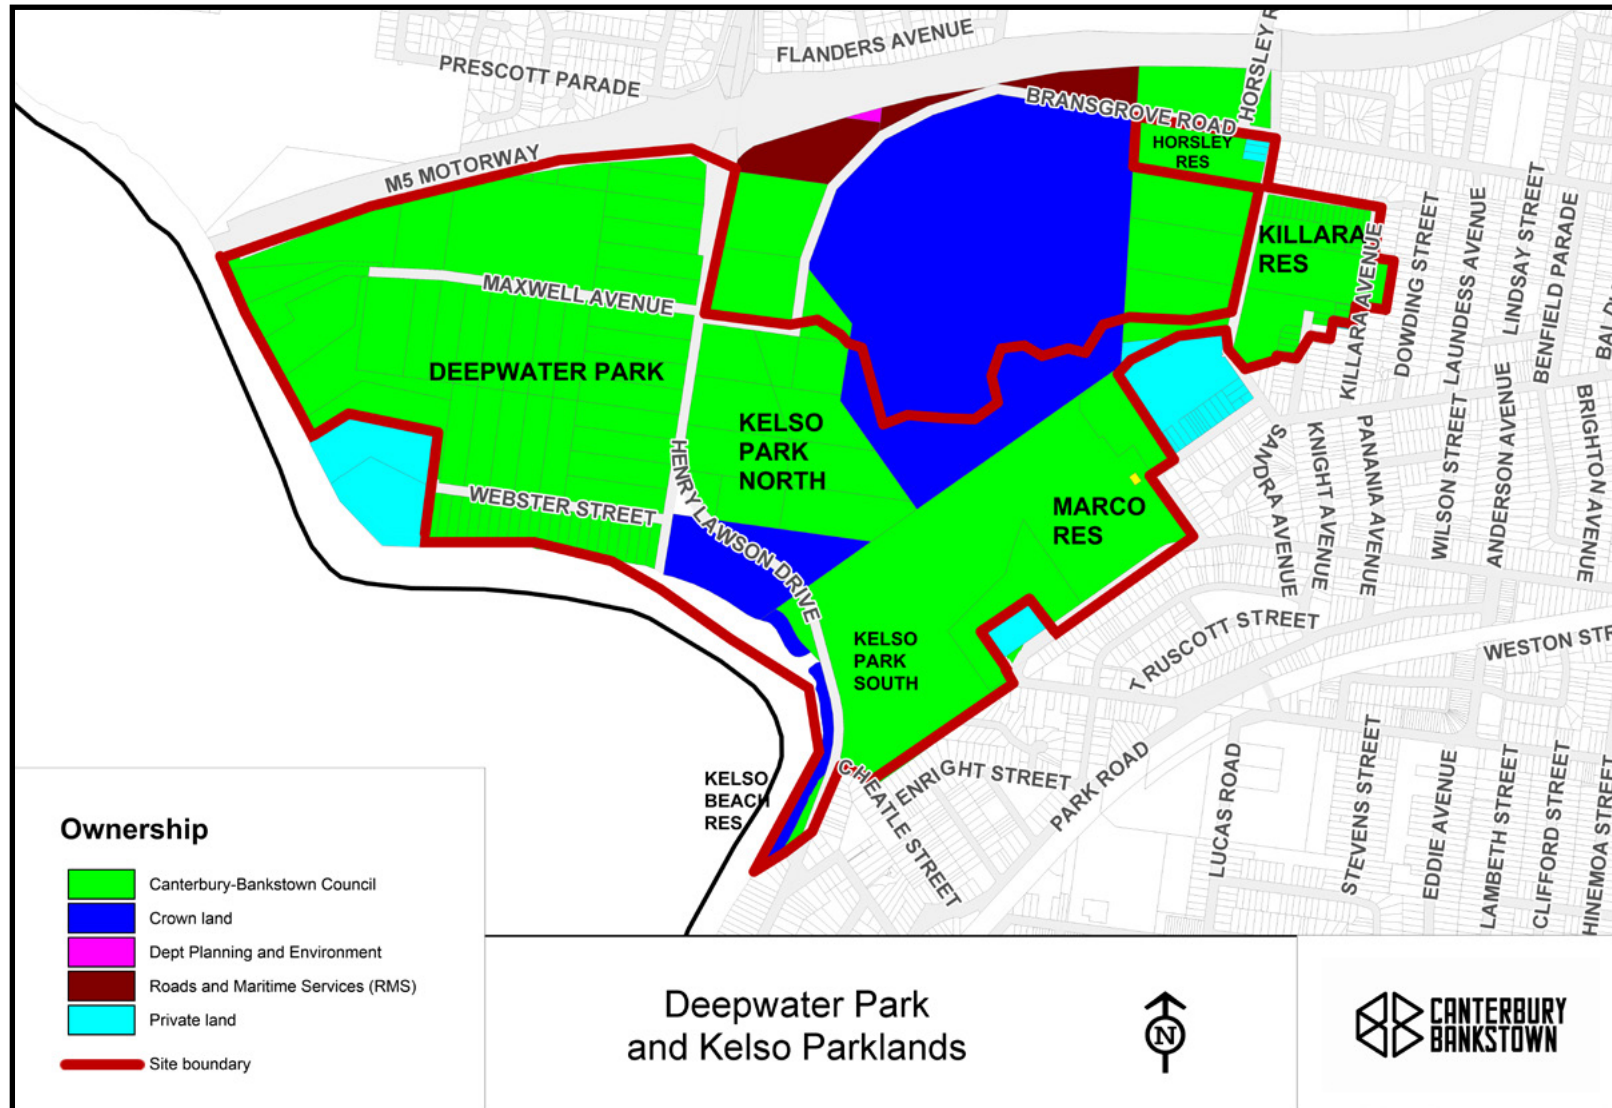 FLANDERS AVENUE
HORSLEY R
PRESCOTT PARADE
BRANSGROVE ROAD
M5 MOTORWAY
HORSLEY
RES
KILLARA
RES
KILLARA AVENUE
DOWDING STREET
LAUNDESS AVENUE
LINDSAY STREET
BENFIELD PARADE
MAXWELL AVENUE
DEEPWATER PARK
KELSO
PARK
NORTH
HENRY LAWSON DRIVE
WEBSTER STREET
MARCO
RES
SANDRA AVENUE
KNIGHT AVENUE
PANANIA AVENUE
WILSON STREET
ANDERSON AVENUE
BRIGHTON AVENUE
KELSO
PARK
SOUTH
T RUSCOTT STREET
WESTON STR
KELSO
BEACH
RES
CHEATLE STREET
ENRIGHT STREET
PARK ROAD
LUCAS ROAD
STEVENS STREET
EDDIE AVENUE
LAMBETH STREET
CLIFFORD STREET
HINEMOA STREET
Ownership
Canterbury-Bankstown Council
Crown land
Dept Planning and Environment
Roads and Maritime Services (RMS)
Private land
Site boundary
Deepwater Park
and Kelso Parklands
N
CANTERBURY
BANKSTOWN